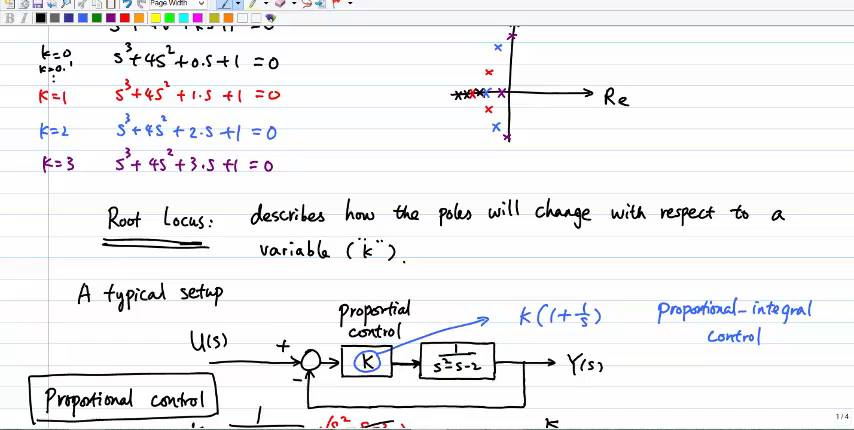 Page Width
B I
K=0 s³+4s²+0.s+1=0
K=0.1
⋮
K=1 s³+4s²+1.s+1=0
K=2 s³+4s²+2.s+1=0
K=3 s³+4s²+3.s+1=0
Re
Root Locus: describes how the poles will change with respect to a
variable ("k").
A typical setup
Proportial
control
K(1+1/s)
Proportional-integral
control
U(s) + − K 1/(s²-s-2) Y(s)
Proportional control
1/4